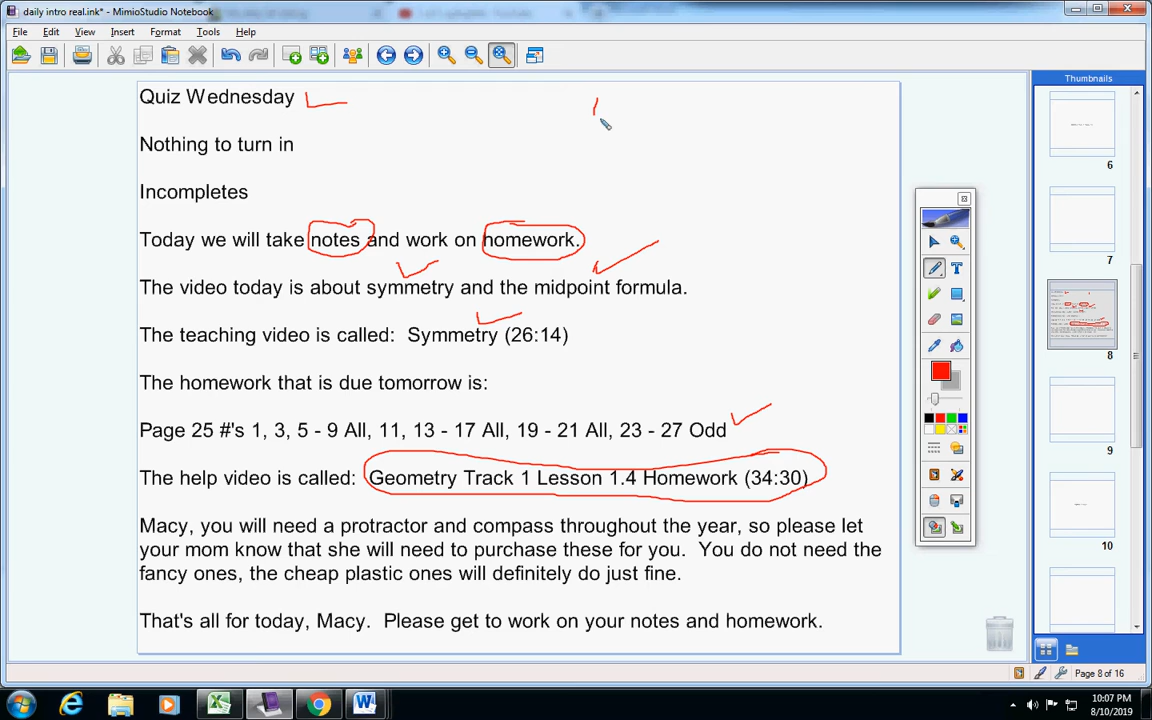 daily intro real.ink* - MimioStudio Notebook
File Edit View Insert Format Tools Help
Thumbnails
Quiz Wednesday
Nothing to turn in
Incompletes
Today we will take notes and work on homework.
The video today is about symmetry and the midpoint formula.
The teaching video is called: Symmetry (26:14)
The homework that is due tomorrow is:
Page 25 #'s 1, 3, 5 - 9 All, 11, 13 - 17 All, 19 - 21 All, 23 - 27 Odd
The help video is called: Geometry Track 1 Lesson 1.4 Homework (34:30)
Macy, you will need a protractor and compass throughout the year, so please let
your mom know that she will need to purchase these for you. You do not need the
fancy ones, the cheap plastic ones will definitely do just fine.
That's all for today, Macy. Please get to work on your notes and homework.
6
7
8
9
10
Page 8 of 16
10:07 PM
8/10/2019